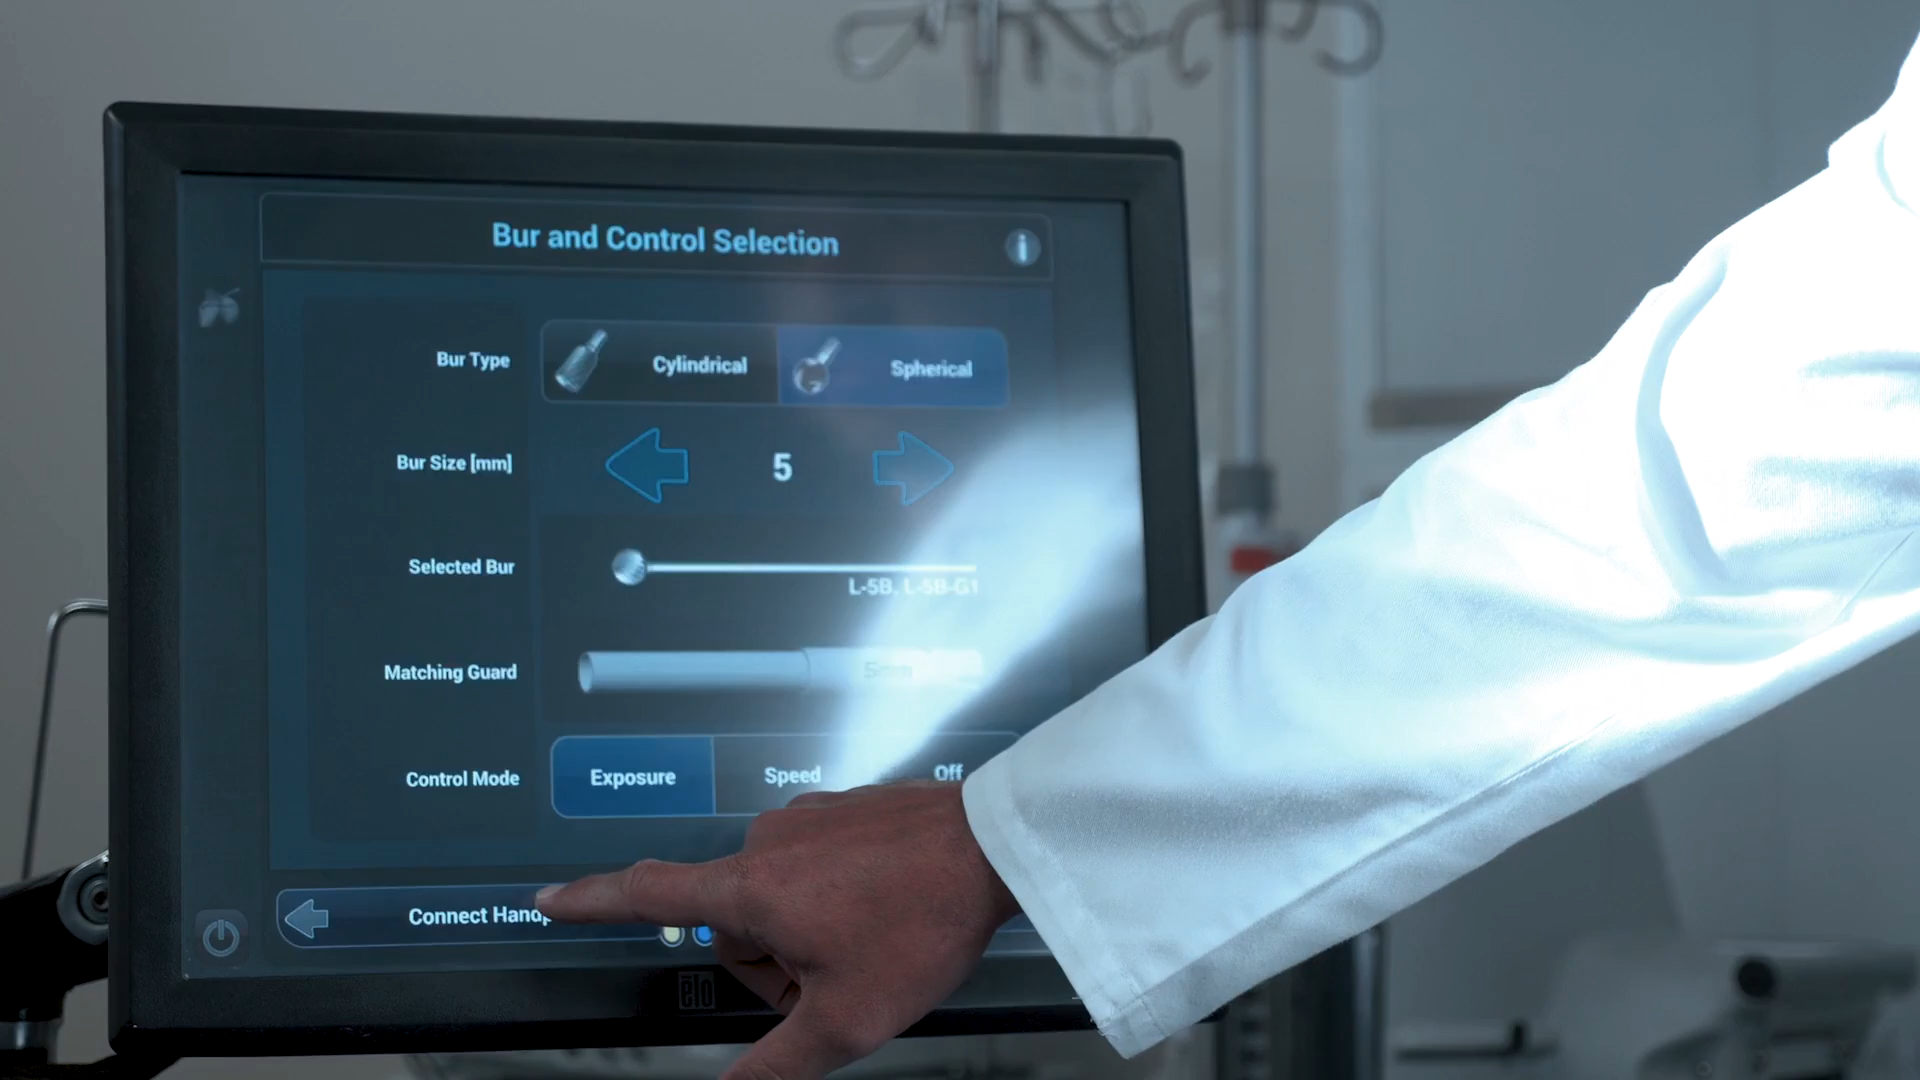 Bur and Control Selection
i
Bur Type
Cylindrical
Spherical
Bur Size [mm]
5
Selected Bur
L-5B, L-5B-G1
Matching Guard
5mm
Control Mode
Exposure
Speed
Off
Connect
elo